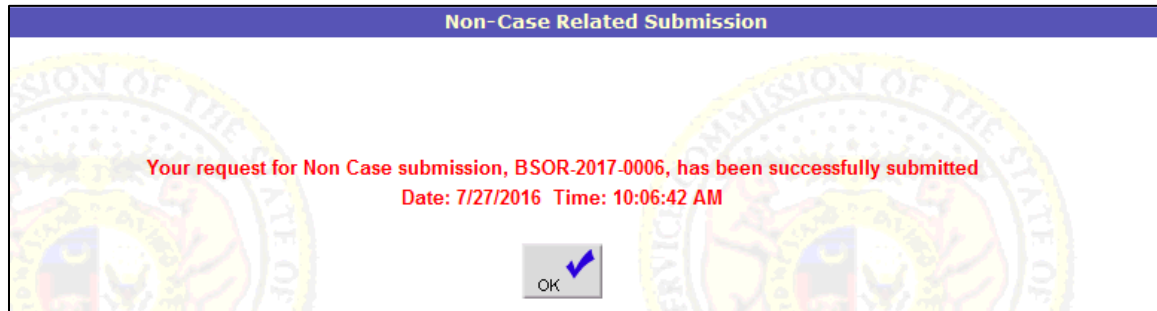 Non-Case Related Submission
Your request for Non Case submission, BSOR-2017-0006, has been successfully submitted
Date: 7/27/2016 Time: 10:06:42 AM
OK